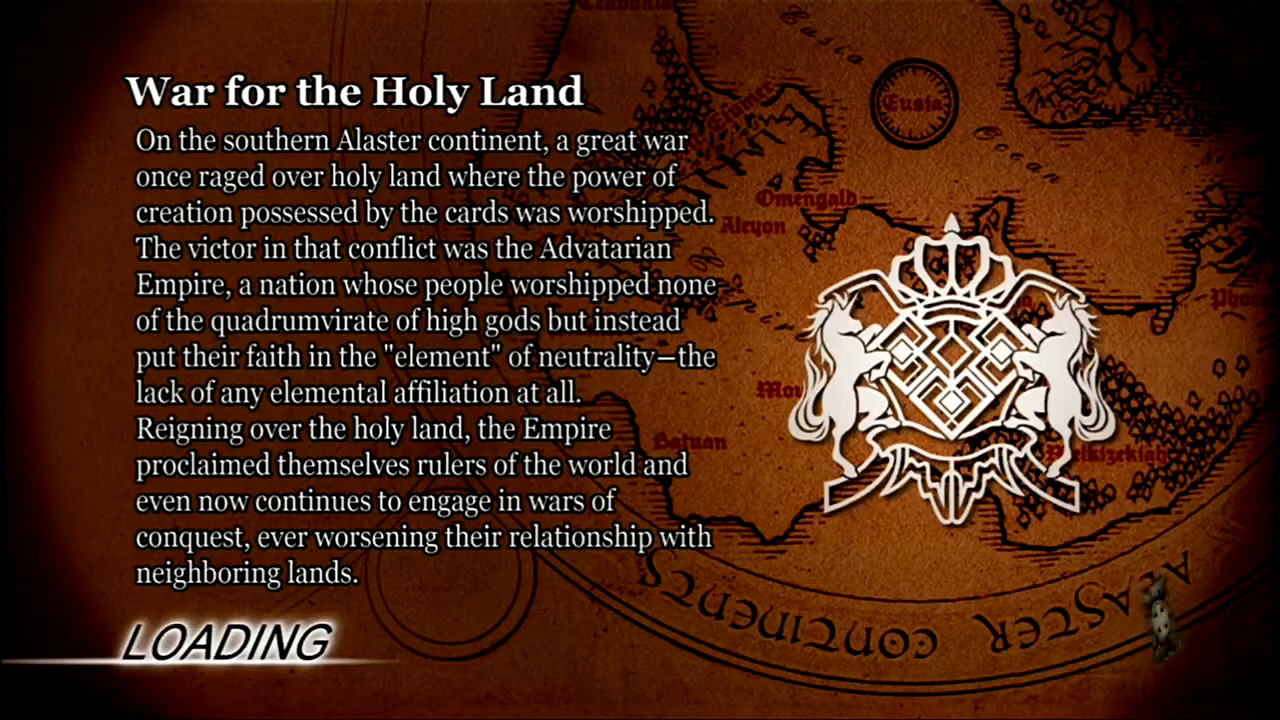 War for the Holy Land
On the southern Alaster continent, a great war
once raged over holy land where the power of
creation possessed by the cards was worshipped.
The victor in that conflict was the Advatarian
Empire, a nation whose people worshipped none
of the quadrumvirate of high gods but instead
put their faith in the "element" of neutrality—the
lack of any elemental affiliation at all.
Reigning over the holy land, the Empire
proclaimed themselves rulers of the world and
even now continues to engage in wars of
conquest, ever worsening their relationship with
neighboring lands.
LOADING
Eusia
Ocean
Eusia
Omengald
Alcyon
Batuan
ALASTER CONTINENTS